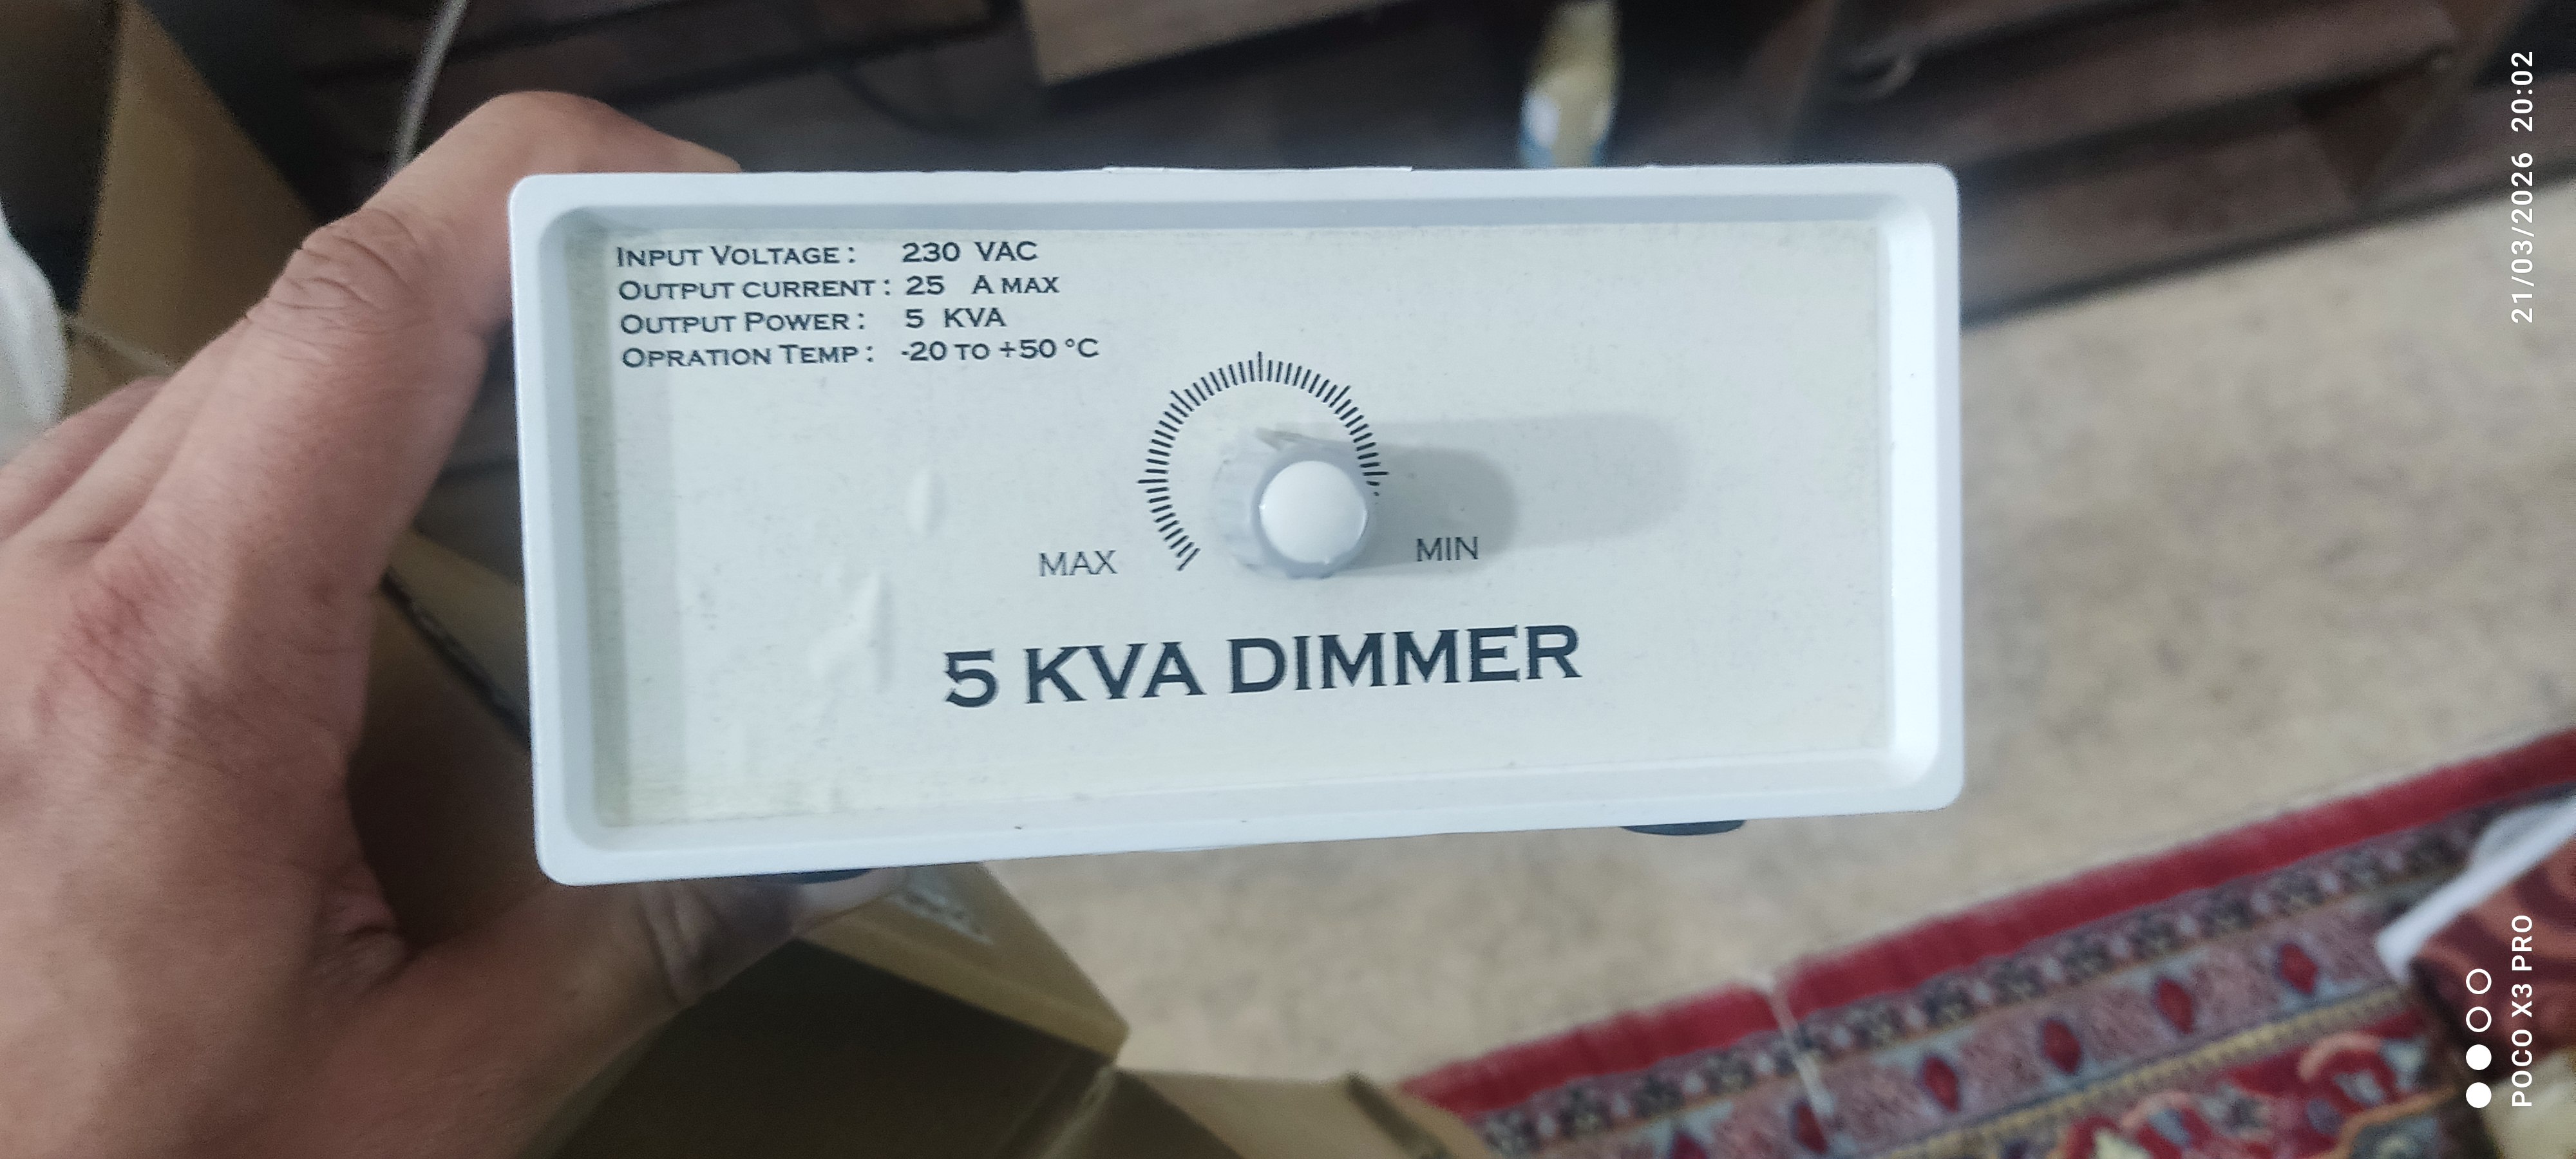 INPUT VOLTAGE : 230 VAC
OUTPUT CURRENT : 25 A MAX
OUTPUT POWER : 5 KVA
OPRATION TEMP : -20 TO +50 °C
MAX
MIN
5 KVA DIMMER
POCO X3 PRO
21/03/2026 20:02